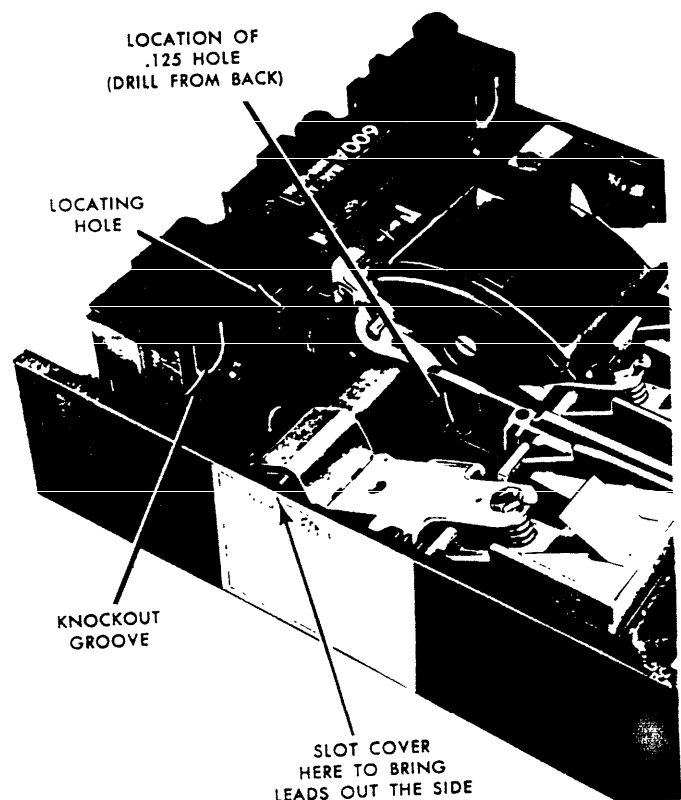 LOCATION OF
.125 HOLE
(DRILL FROM BACK)
600A
LOCATING
HOLE
KNOCKOUT
GROOVE
SLOT COVER
HERE TO BRING
LEADS OUT THE SIDE